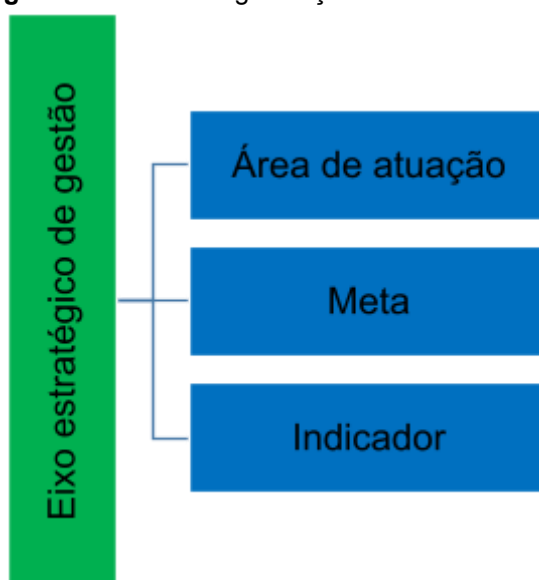 Eixo estratégico de gestão
Área de atuação
Meta
Indicador